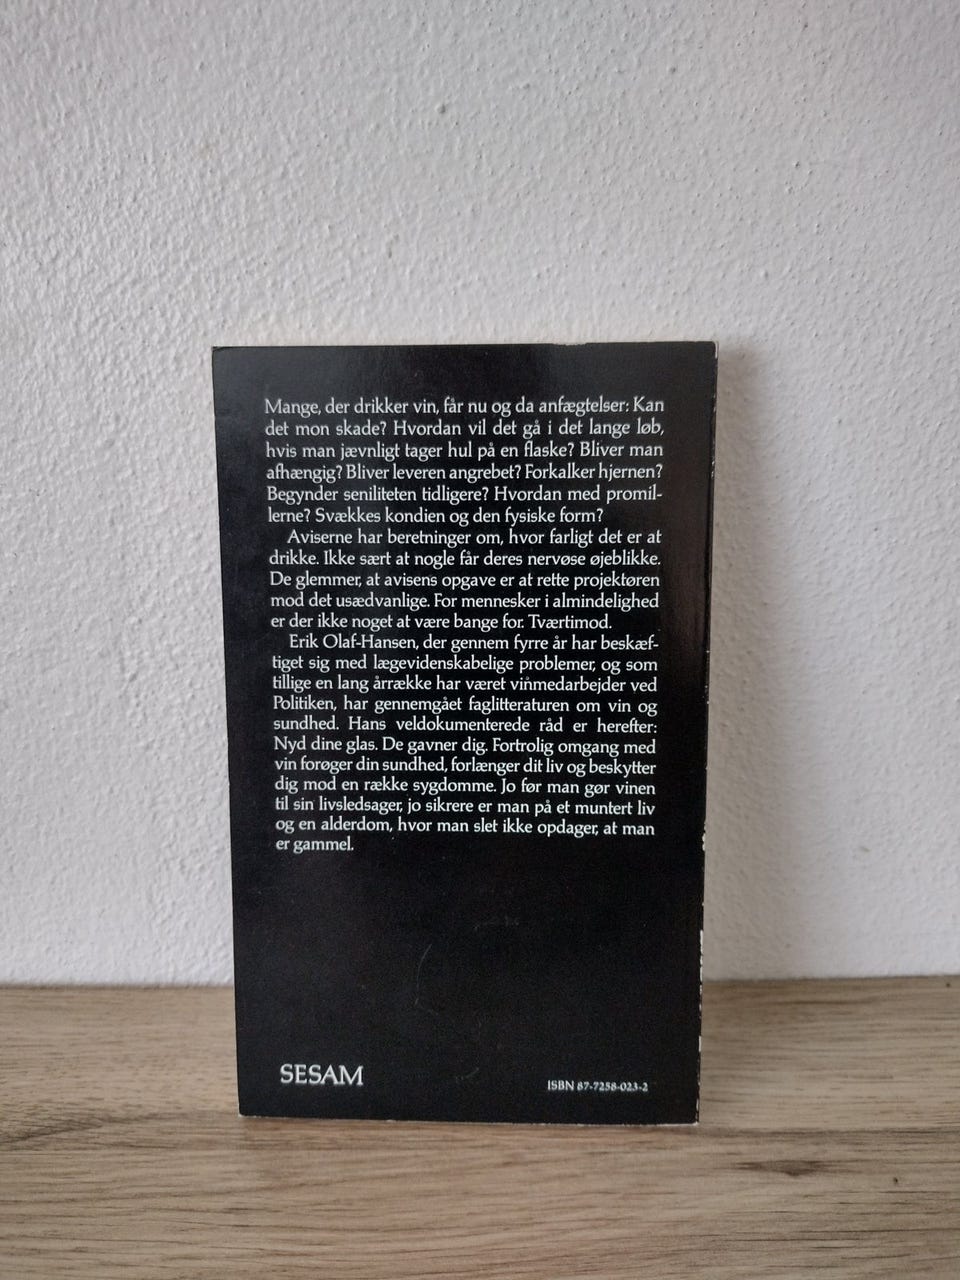 Mange, der drikker vin, får nu og da anfægtelser: Kan
det mon skade? Hvordan vil det gå i det lange løb,
hvis man jævnligt tager hul på en flaske? Bliver man
afhængig? Bliver leveren angrebet? Forkalker hjernen?
Begynder seniliteten tidligere? Hvordan med promil-
lerne? Svækkes kondien og den fysiske form?
Aviserne har beretninger om, hvor farligt det er at
drikke. Ikke sært at nogle får deres nervøse øjeblikke.
De glemmer, at avisens opgave er at rette projektøren
mod det usædvanlige. For mennesker i almindelighed
er der ikke noget at være bange for. Tværtimod.
Erik Olaf-Hansen, der gennem fyrre år har beskæf-
tiget sig med lægevidenskabelige problemer, og som
tillige en lang årrække har været vinmedarbejder ved
Politiken, har gennemgået faglitteraturen om vin og
sundhed. Hans veldokumenterede råd er herefter:
Nyd dine glas. De gavner dig. Fortrolig omgang med
vin forøger din sundhed, forlænger dit liv og beskytter
dig mod en række sygdomme. Jo før man gør vinen
til sin livsledsager, jo sikrere er man på et muntert liv
og en alderdom, hvor man slet ikke opdager, at man
er gammel.
SESAM
ISBN 87-7258-023-2